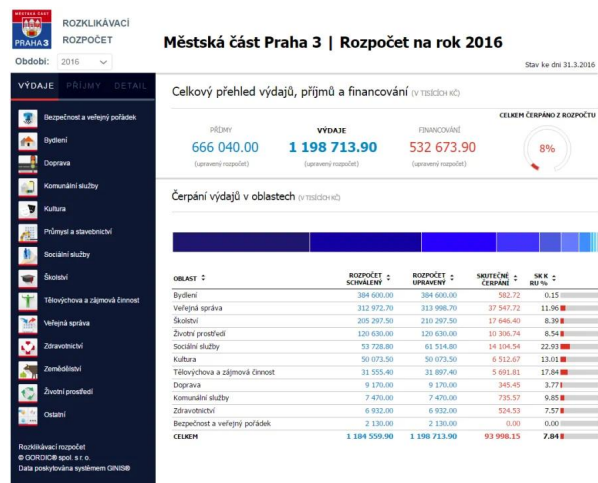 MĚSTSKÁ ČÁST
PRAHA 3
ROZKLIKÁVACÍ
ROZPOČET
Období: 2016
Městská část Praha 3 | Rozpočet na rok 2016
Stav ke dni 31.3.2016
VÝDAJE PŘÍJMY DETAIL
Bezpečnost a veřejný pořádek
Bydlení
Doprava
Komunální služby
Kultura
Průmysl a stavebnictví
Sociální služby
Školství
Tělovýchova a zájmová činnost
Veřejná správa
Zdravotnictví
Zemědělství
Životní prostředí
Ostatní
Rozklikávací rozpočet
© GORDIC® spol. s r. o.
Data poskytována systémem GINIS®
Celkový přehled výdajů, příjmů a financování (V TISÍCÍCH KČ)
PŘÍJMY VÝDAJE FINANCOVÁNÍ
666 040.00 1 198 713.90 532 673.90
(upravený rozpočet) (upravený rozpočet) (upravený rozpočet)
CELKEM ČERPÁNO Z ROZPOČTU
8%
Čerpání výdajů v oblastech (V TISÍCÍCH KČ)
OBLAST ROZPOČET SCHVÁLENÝ ROZPOČET UPRAVENÝ SKUTEČNÉ ČERPÁNÍ SK K RU %
Bydlení 384 600.00 384 600.00 582.72 0.15
Veřejná správa 312 972.70 313 998.70 37 547.72 11.96
Školství 205 297.50 210 297.50 17 646.40 8.39
Životní prostředí 120 630.00 120 630.00 10 306.74 8.54
Sociální služby 53 728.80 61 514.80 14 104.54 22.93
Kultura 50 073.50 50 073.50 6 512.67 13.01
Tělovýchova a zájmová činnost 31 555.40 31 897.40 5 691.81 17.84
Doprava 9 170.00 9 170.00 345.45 3.77
Komunální služby 7 470.00 7 470.00 735.57 9.85
Zdravotnictví 6 932.00 6 932.00 524.53 7.57
Bezpečnost a veřejný pořádek 2 130.00 2 130.00 0.00 0.00
CELKEM 1 184 559.90 1 198 713.90 93 998.15 7.84